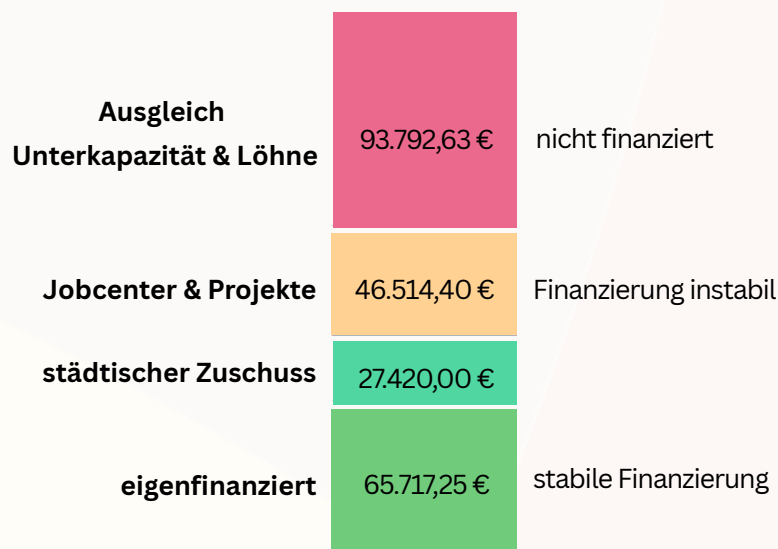 Ausgleich
Unterkapazität & Löhne
93.792,63 €
nicht finanziert
Jobcenter & Projekte
46.514,40 €
Finanzierung instabil
städtischer Zuschuss
27.420,00 €
eigenfinanziert
65.717,25 €
stabile Finanzierung